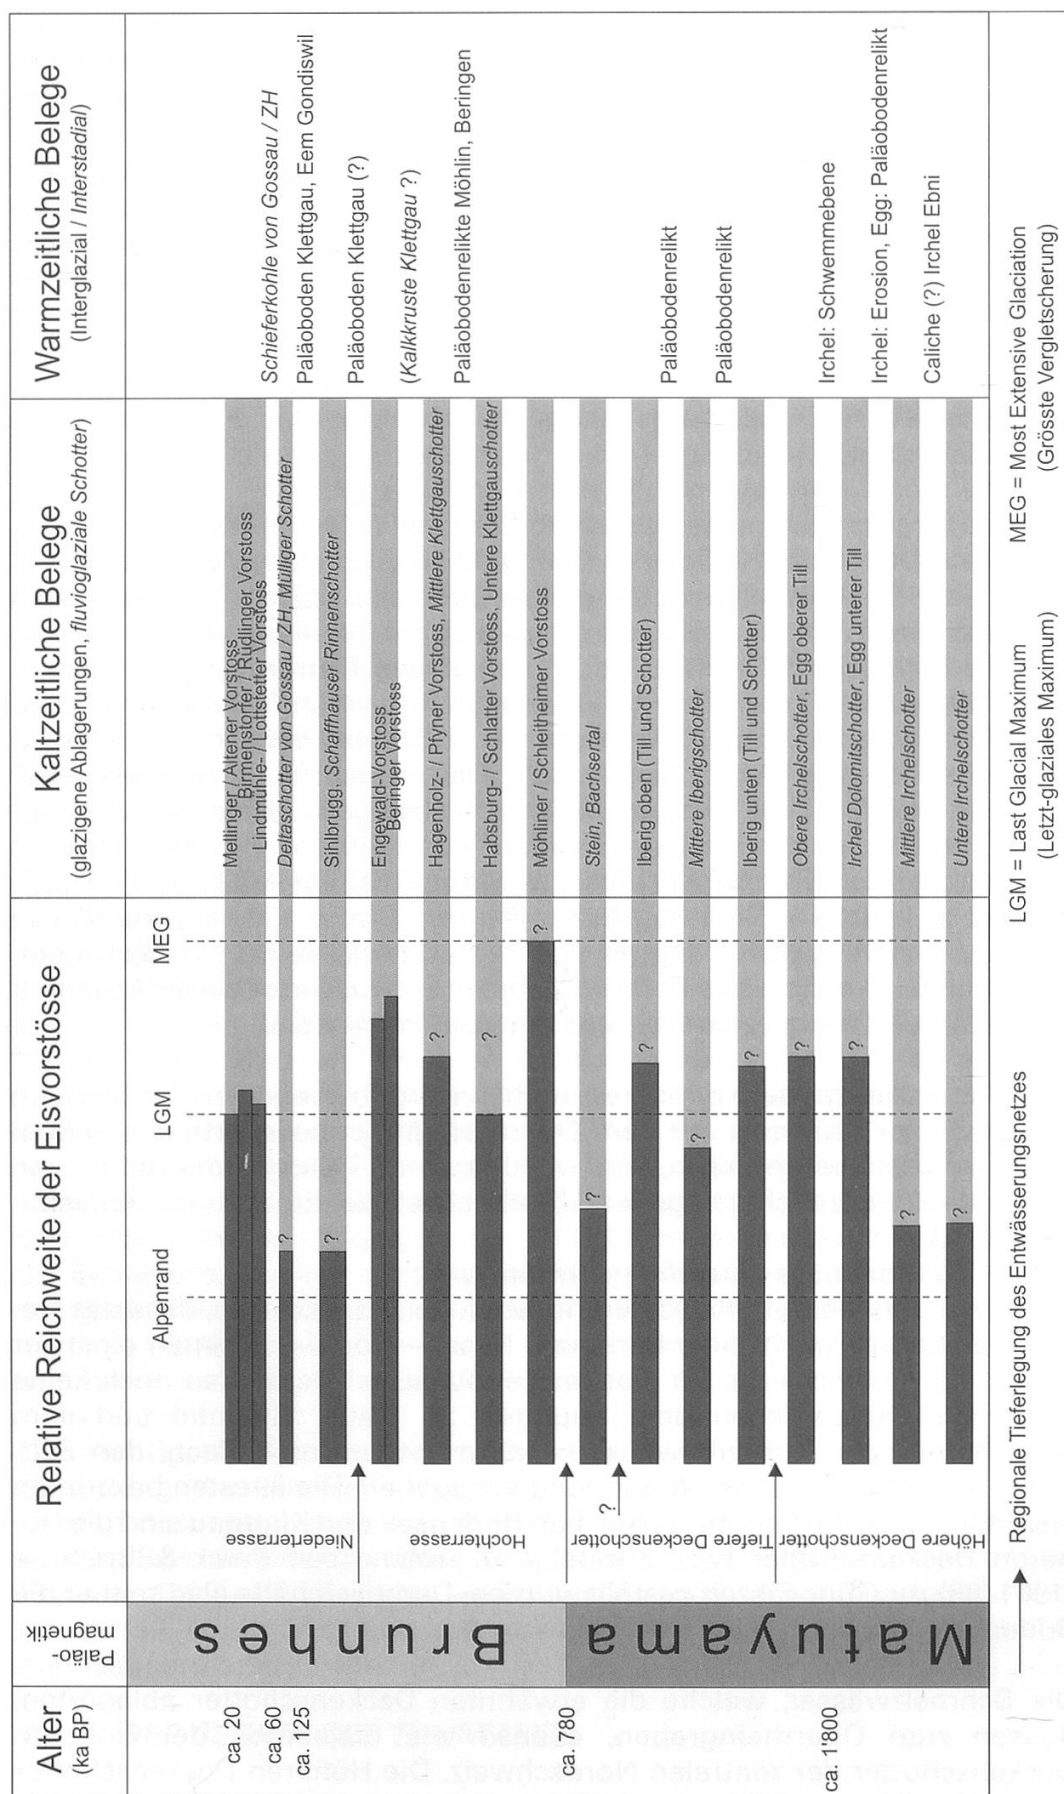 Alter
(ka BP)
Paläo-
magnetik
Relative Reichweite der Eisvorstösse
Kaltzeitliche Belege
(glazigene Ablagerungen, fluvioglaziale Schotter)
Warmzeitliche Belege
(Interglazial / Interstadial)
Alpenrand
LGM
MEG
ca. 20
ca. 60
ca. 125
ca. 780
ca. 1'800
Brunhes
Matuyama
Niederterrasse
Hochterrasse
Tiefere Deckenschotter
Höhere Deckenschotter
?
Mellinger / Altener Vorstoss
Birmenstorfer / Rüdlinger Vorstoss
Lindmühle- / Lottstetter Vorstoss
? Deltaschotter von Gossau / ZH, Mülliger Schotter
? Sihlbrugg, Schaffhauser Rinnenschotter
Engewald-Vorstoss
Beringer Vorstoss
? Hagenholz- / Pfyner Vorstoss, Mittlere Klettgauschotter
? Habsburg- / Schlatter Vorstoss, Untere Klettgauschotter
? Möhliner / Schleitheimer Vorstoss
? Stein, Bachsertal
? Iberig oben (Till und Schotter)
? Mittlere Iberigschotter
? Iberig unten (Till und Schotter)
? Obere Irchelschotter, Egg oberer Till
? Irchel Dolomitschotter, Egg unterer Till
? Mittlere Irchelschotter
? Untere Irchelschotter
Schieferkohle von Gossau / ZH
Paläoboden Klettgau, Eem Gondiswil
Paläoboden Klettgau (?)
(Kalkkruste Klettgau ?)
Paläobodenrelikte Möhlin, Beringen
Paläobodenrelikt
Paläobodenrelikt
Irchel: Schwemmebene
Irchel: Erosion, Egg: Paläobodenrelikt
Caliche (?) Irchel Ebni
Regionale Tieferlegung des Entwässerungsnetzes
LGM = Last Glacial Maximum
(Letzt-glaziales Maximum)
MEG = Most Extensive Glaciation
(Grösste Vergletscherung)